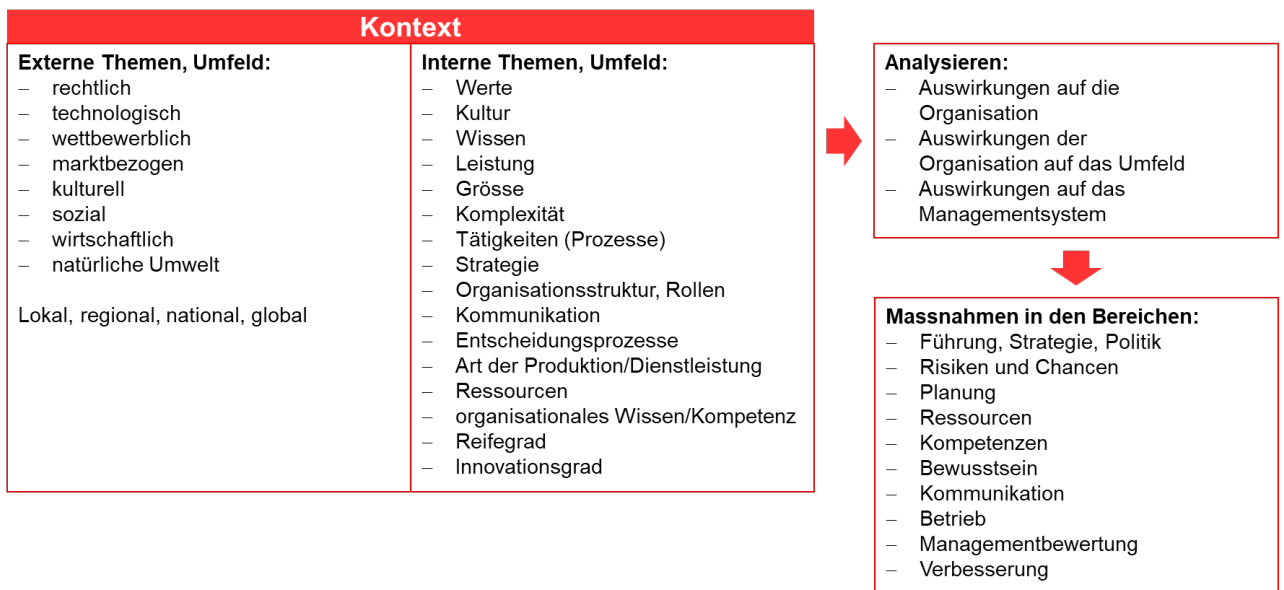 Kontext
Externe Themen, Umfeld:
– rechtlich
– technologisch
– wettbewerblich
– marktbezogen
– kulturell
– sozial
– wirtschaftlich
– natürliche Umwelt
Lokal, regional, national, global
Interne Themen, Umfeld:
– Werte
– Kultur
– Wissen
– Leistung
– Grösse
– Komplexität
– Tätigkeiten (Prozesse)
– Strategie
– Organisationsstruktur, Rollen
– Kommunikation
– Entscheidungsprozesse
– Art der Produktion/Dienstleistung
– Ressourcen
– organisationales Wissen/Kompetenz
– Reifegrad
– Innovationsgrad
Analysieren:
– Auswirkungen auf die
Organisation
– Auswirkungen der
Organisation auf das Umfeld
– Auswirkungen auf das
Managementsystem
Massnahmen in den Bereichen:
– Führung, Strategie, Politik
– Risiken und Chancen
– Planung
– Ressourcen
– Kompetenzen
– Bewusstsein
– Kommunikation
– Betrieb
– Managementbewertung
– Verbesserung